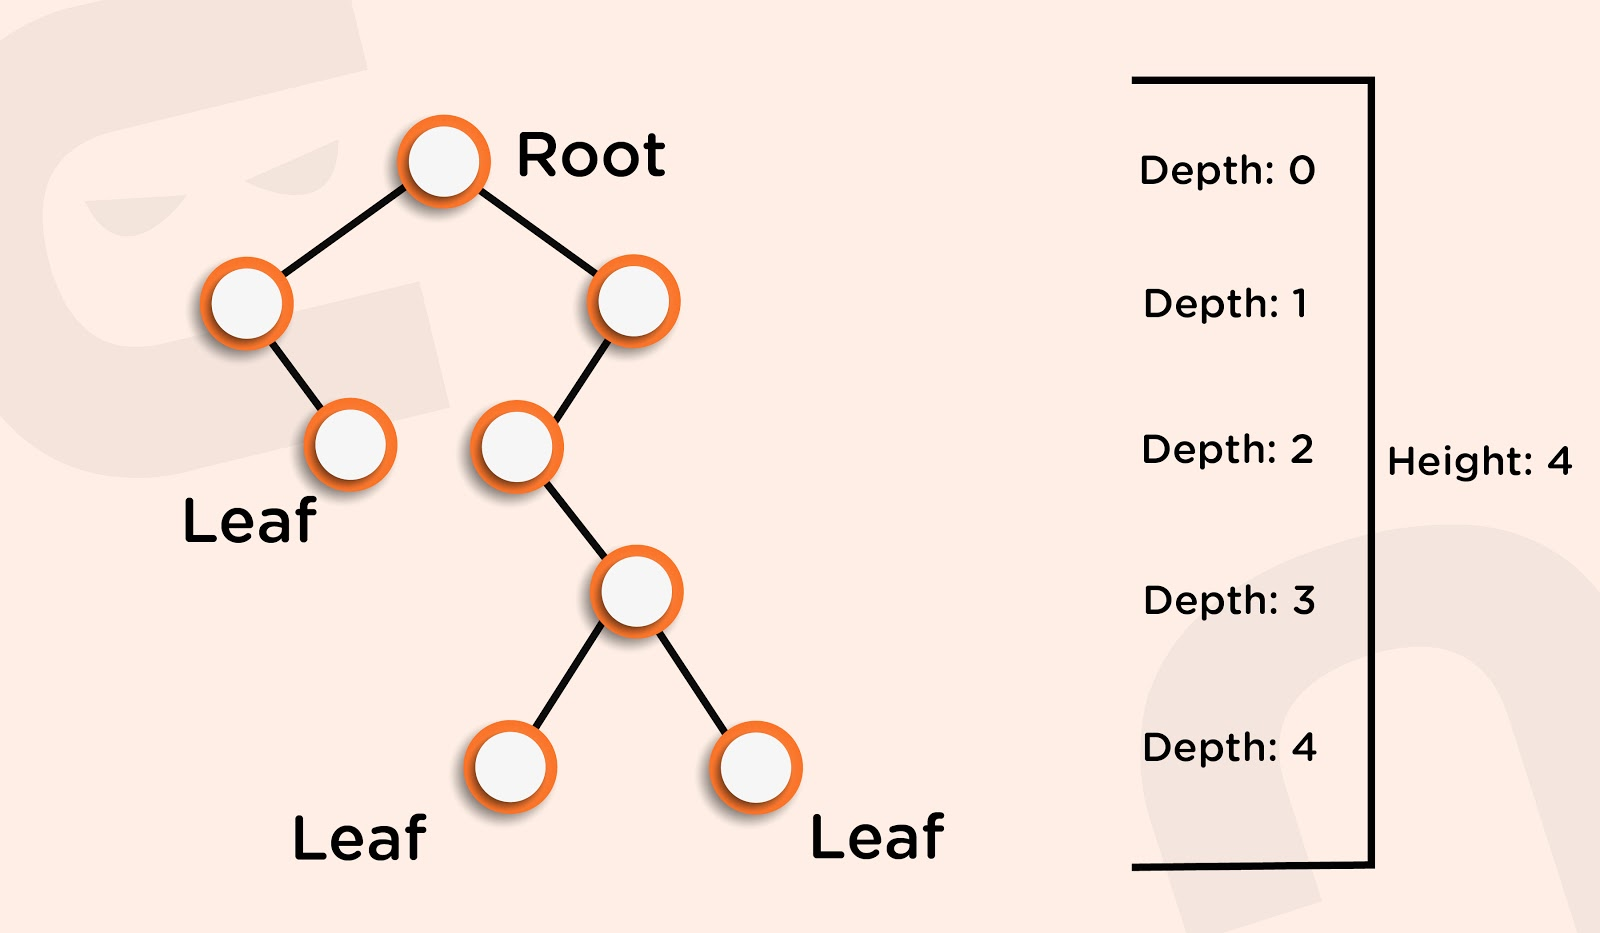 Root
Depth: 0
Depth: 1
Depth: 2
Height: 4
Leaf
Depth: 3
Depth: 4
Leaf
Leaf